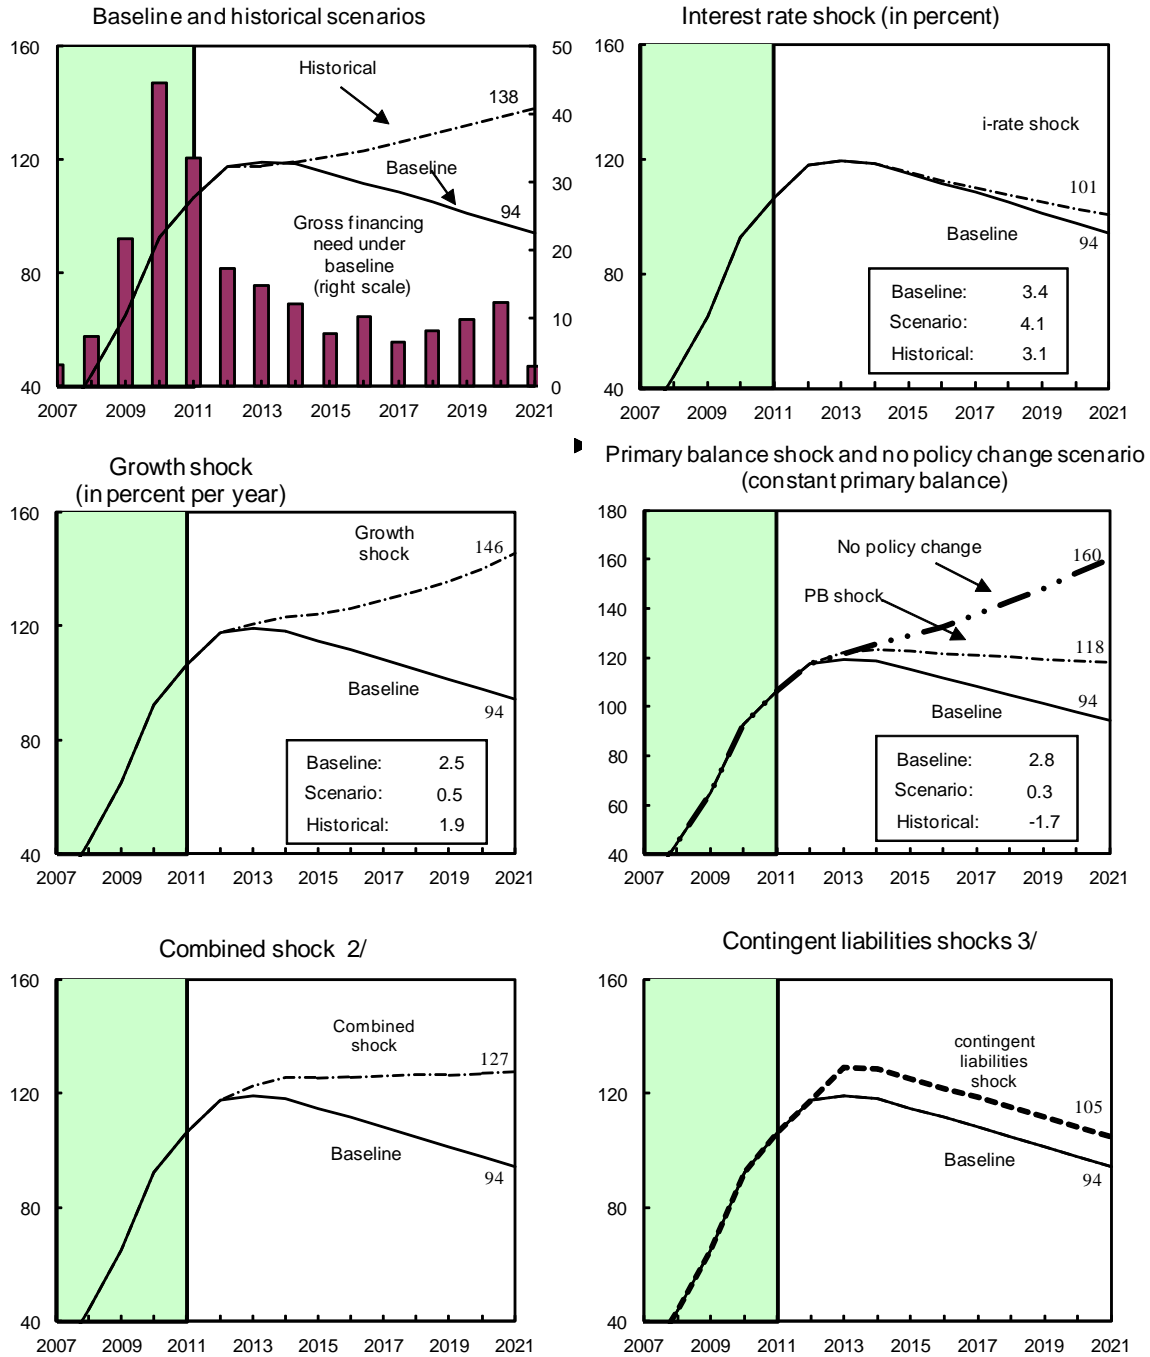 Baseline and historical scenarios
160
120
80
40
50
40
30
20
10
0
Historical
138
Baseline
94
Gross financing
need under
baseline
(right scale)
2007 2009 2011 2013 2015 2017 2019 2021
Interest rate shock (in percent)
160
120
80
40
i-rate shock
101
Baseline
94
Baseline: 3.4
Scenario: 4.1
Historical: 3.1
2007 2009 2011 2013 2015 2017 2019 2021
Growth shock
(in percent per year)
160
120
80
40
Growth
shock
146
Baseline
94
Baseline: 2.5
Scenario: 0.5
Historical: 1.9
2007 2009 2011 2013 2015 2017 2019 2021
Primary balance shock and no policy change scenario
(constant primary balance)
180
160
140
120
100
80
60
40
No policy change
160
PB shock
118
94
Baseline
Baseline: 2.8
Scenario: 0.3
Historical: -1.7
2007 2009 2011 2013 2015 2017 2019 2021
Combined shock 2/
160
120
80
40
Combined
shock
127
Baseline
94
2007 2009 2011 2013 2015 2017 2019 2021
Contingent liabilities shocks 3/
160
120
80
40
contingent
liabilities
shock
105
Baseline
94
2007 2009 2011 2013 2015 2017 2019 2021